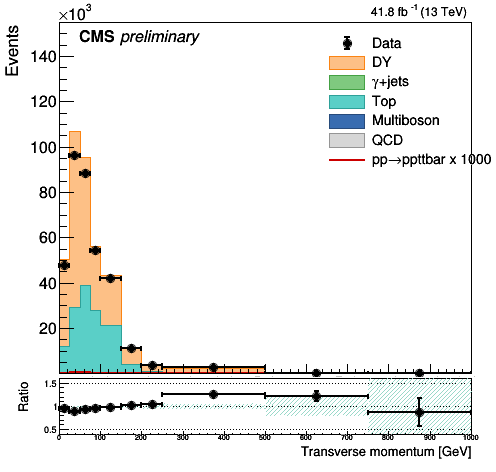 ×10³
41.8 fb⁻¹ (13 TeV)
Events
CMS preliminary
Data
DY
γ+jets
Top
Multiboson
QCD
pp→ppttbar x 1000
140
120
100
80
60
40
20
Ratio
1.5
1
0.5
0 100 200 300 400 500 600 700 800 900 1000
Transverse momentum [GeV]